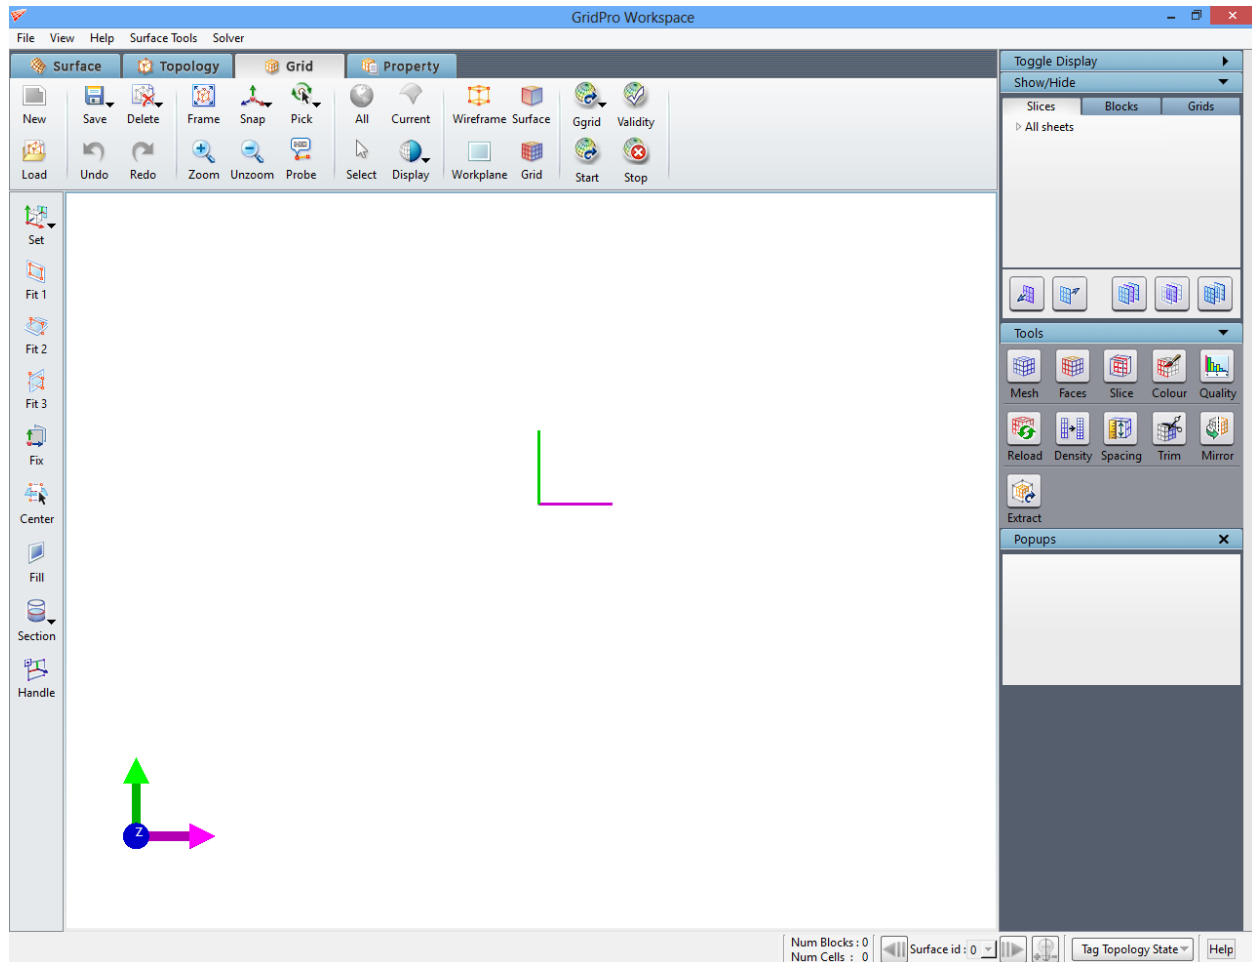 GridPro Workspace
File View Help Surface Tools Solver
Surface Topology Grid Property
New Save Delete Frame Snap Pick All Current Wireframe Surface Ggrid Validity
Load Undo Redo Zoom Unzoom Probe Select Display Workplane Grid Start Stop
Set
Fit 1
Fit 2
Fit 3
Fix
Center
Fill
Section
Handle
Z
Toggle Display
Show/Hide
Slices Blocks Grids
All sheets
Tools
Mesh Faces Slice Colour Quality
Reload Density Spacing Trim Mirror
Extract
Popups
Num Blocks : 0
Num Cells : 0
Surface id : 0
Tag Topology State
Help